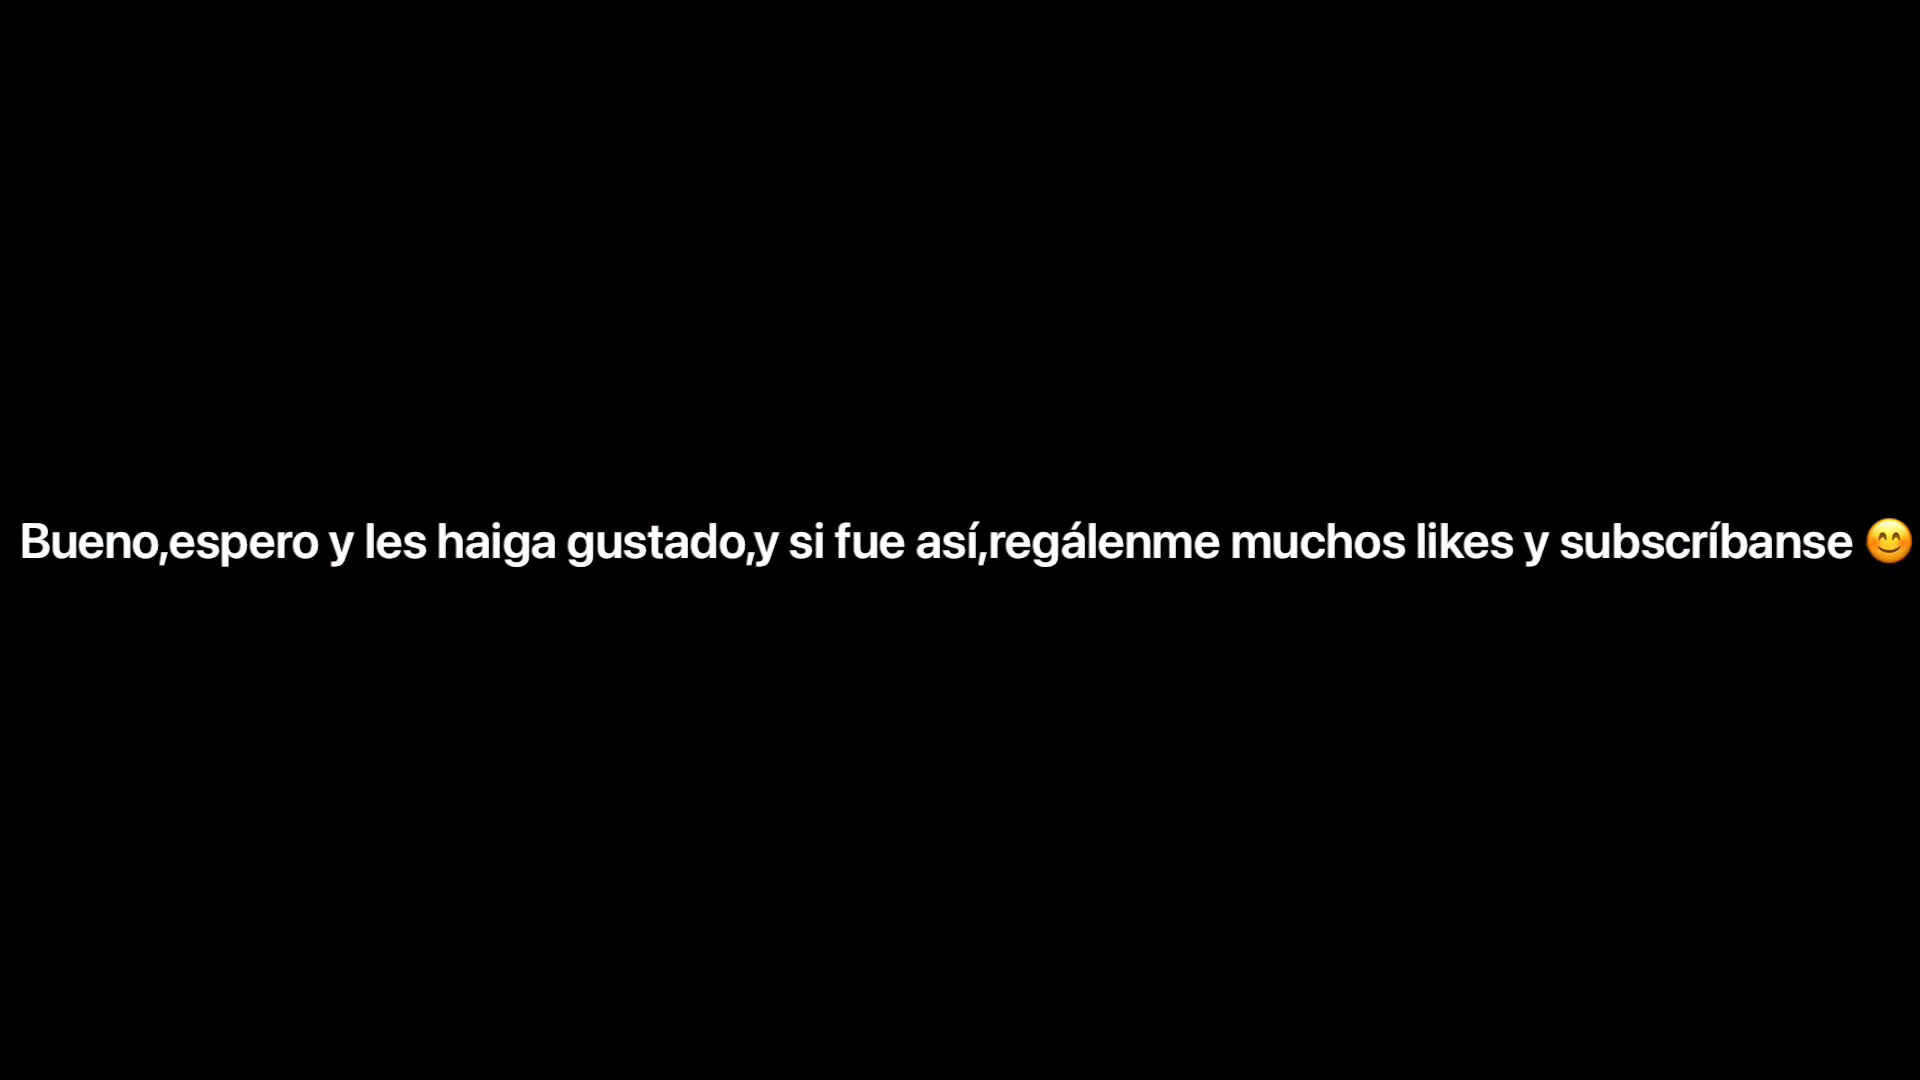 Bueno,espero y les haiga gustado,y si fue así,regálenme muchos likes y subscríbanse 😊